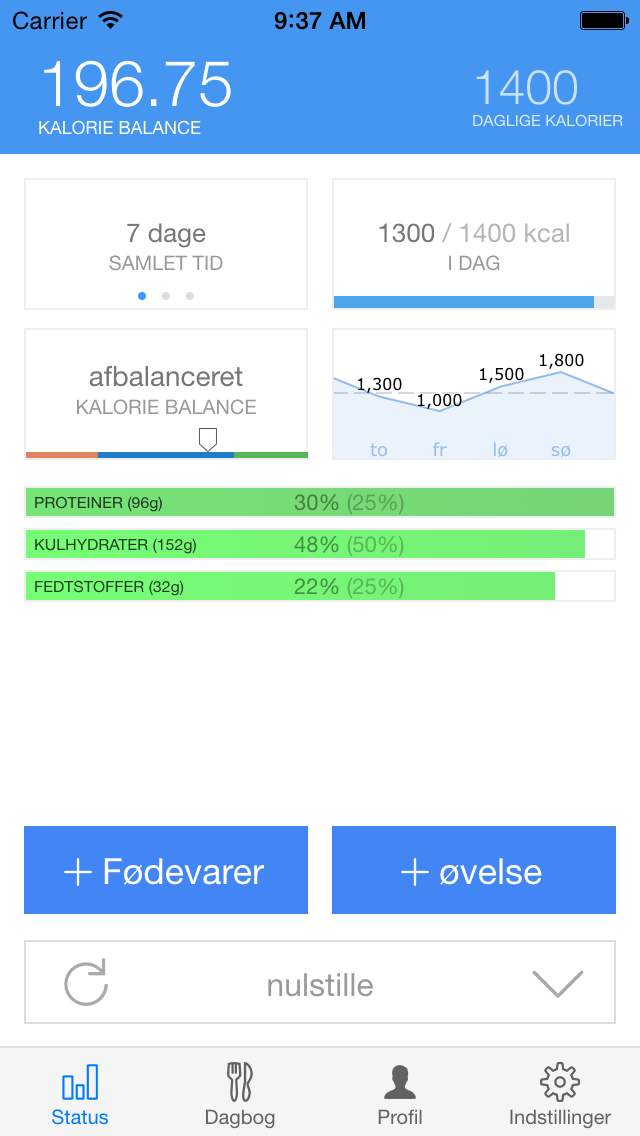 Carrier 9:37 AM
196.75
KALORIE BALANCE
1400
DAGLIGE KALORIER
7 dage
SAMLET TID
1300 / 1400 kcal
I DAG
afbalanceret
KALORIE BALANCE
1,300 1,000 1,500 1,800
to fr lø sø
PROTEINER (96g) 30% (25%)
KULHYDRATER (152g) 48% (50%)
FEDTSTOFFER (32g) 22% (25%)
+ Fødevarer
+ øvelse
nulstille
Status Dagbog Profil Indstillinger